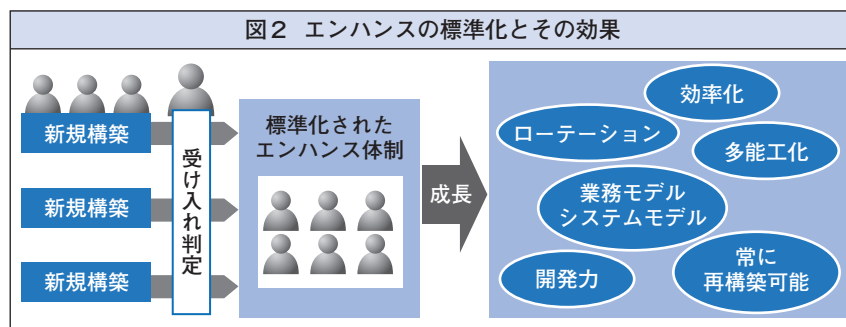 図2 エンハンスの標準化とその効果
新規構築
新規構築
新規構築
受け入れ判定
標準化された
エンハンス体制
成長
効率化
ローテーション
多能工化
業務モデル
システムモデル
開発力
常に
再構築可能